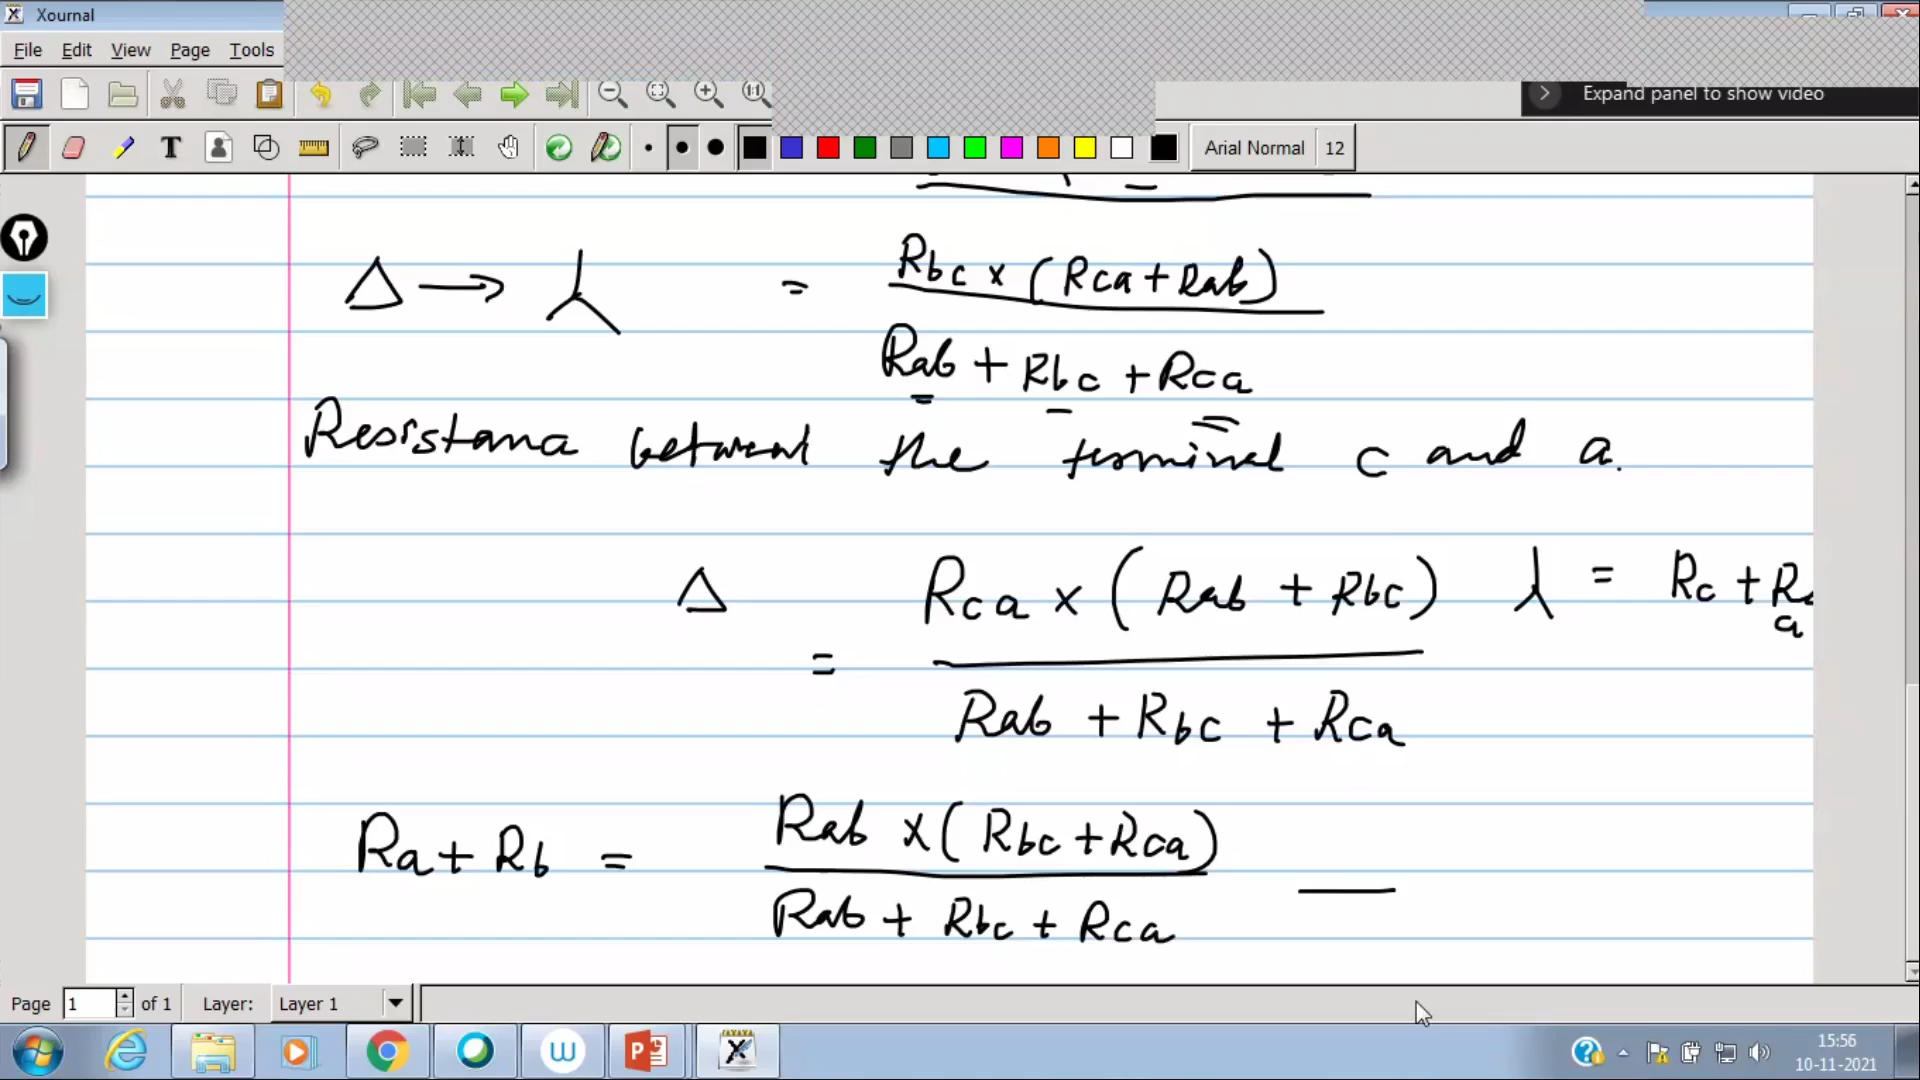 Xournal
File Edit View Page Tools
Expand panel to show video
Arial Normal 12
Δ → = Rbc × (Rca + Rab)
Rab + Rbc + Rca
Resistana between the terminal c and a.
Δ = Rca × (Rab + Rbc) λ = Rc + Ra
Rab + Rbc + Rca
Ra + Rb = Rab × (Rbc + Rca)
Rab + Rbc + Rca
Page 1 of 1 Layer: Layer 1
15:56
10-11-2021